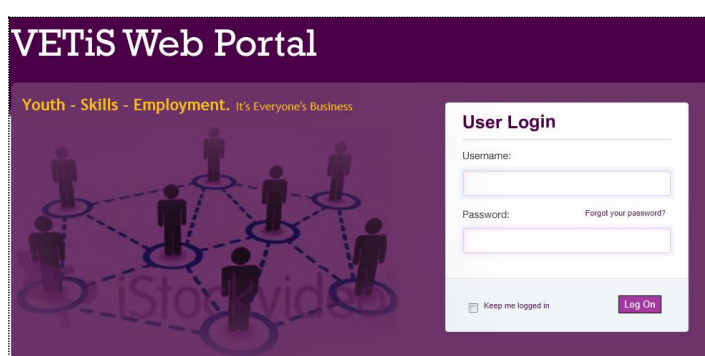 VETiS Web Portal
Youth - Skills - Employment. It's Everyone's Business
User Login
Username:
Password: Forgot your password?
Keep me logged in Log On
iStockvideo